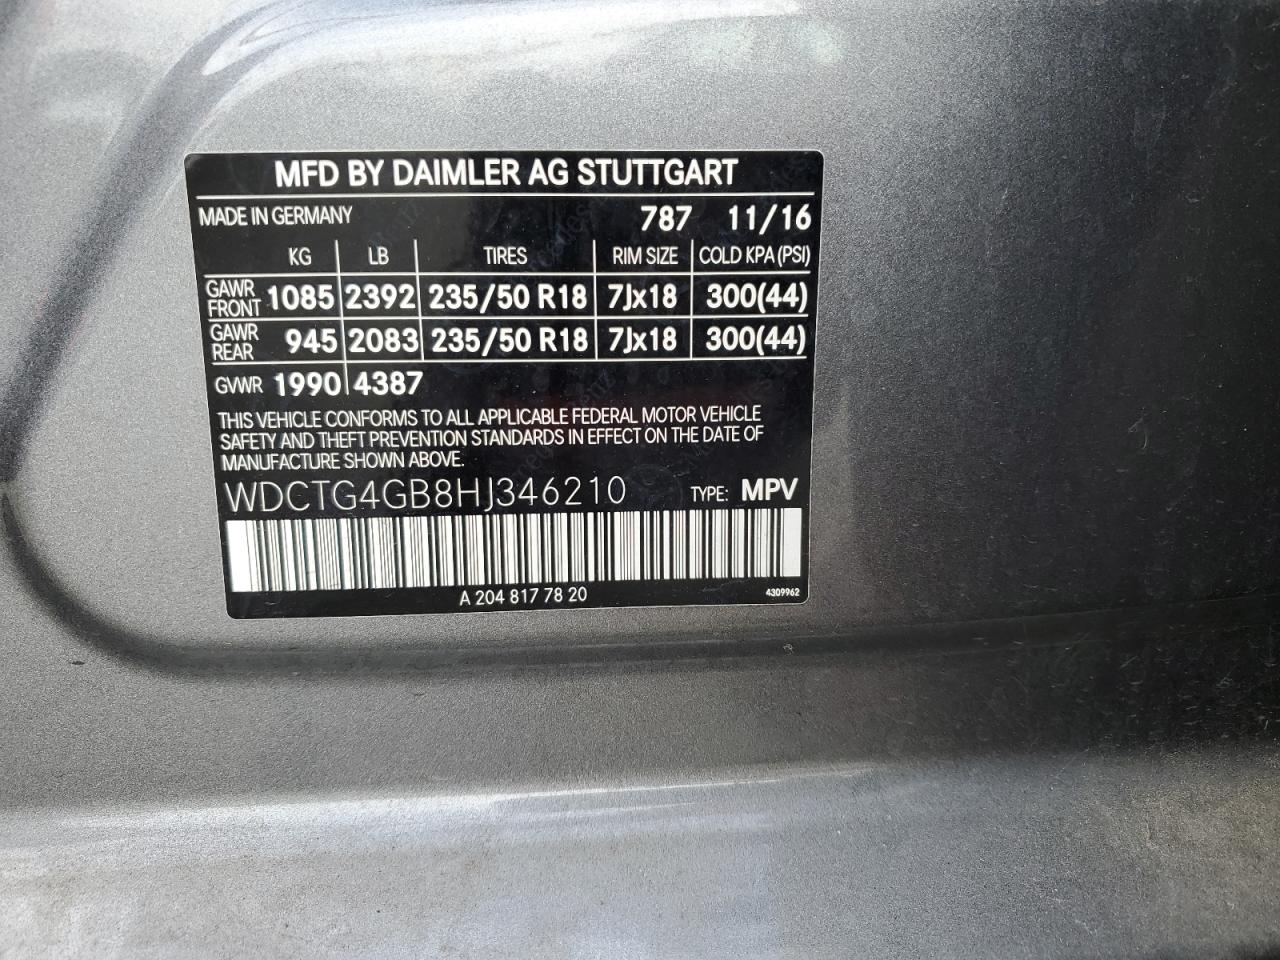 MFD BY DAIMLER AG STUTTGART
MADE IN GERMANY 787 11/16
KG LB TIRES RIM SIZE COLD KPA (PSI)
GAWR FRONT 1085 2392 235/50 R18 7Jx18 300(44)
GAWR REAR 945 2083 235/50 R18 7Jx18 300(44)
GVWR 1990 4387
THIS VEHICLE CONFORMS TO ALL APPLICABLE FEDERAL MOTOR VEHICLE
SAFETY AND THEFT PREVENTION STANDARDS IN EFFECT ON THE DATE OF
MANUFACTURE SHOWN ABOVE.
WDCTG4GB8HJ346210 TYPE: MPV
A 204 817 78 20 4309962